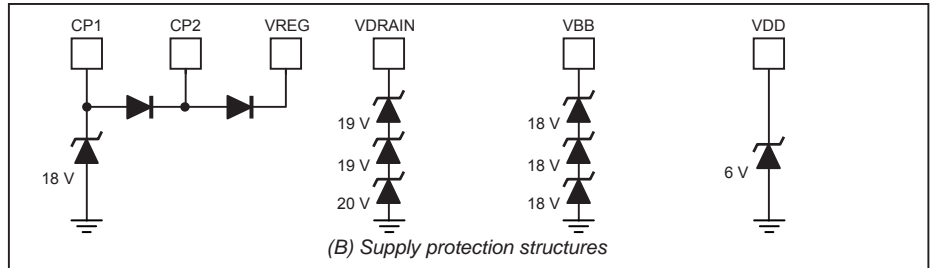 CP1 CP2 VREG VDRAIN VBB VDD
19 V 18 V
18 V 19 V 18 V 6 V
20 V 18 V
(B) Supply protection structures